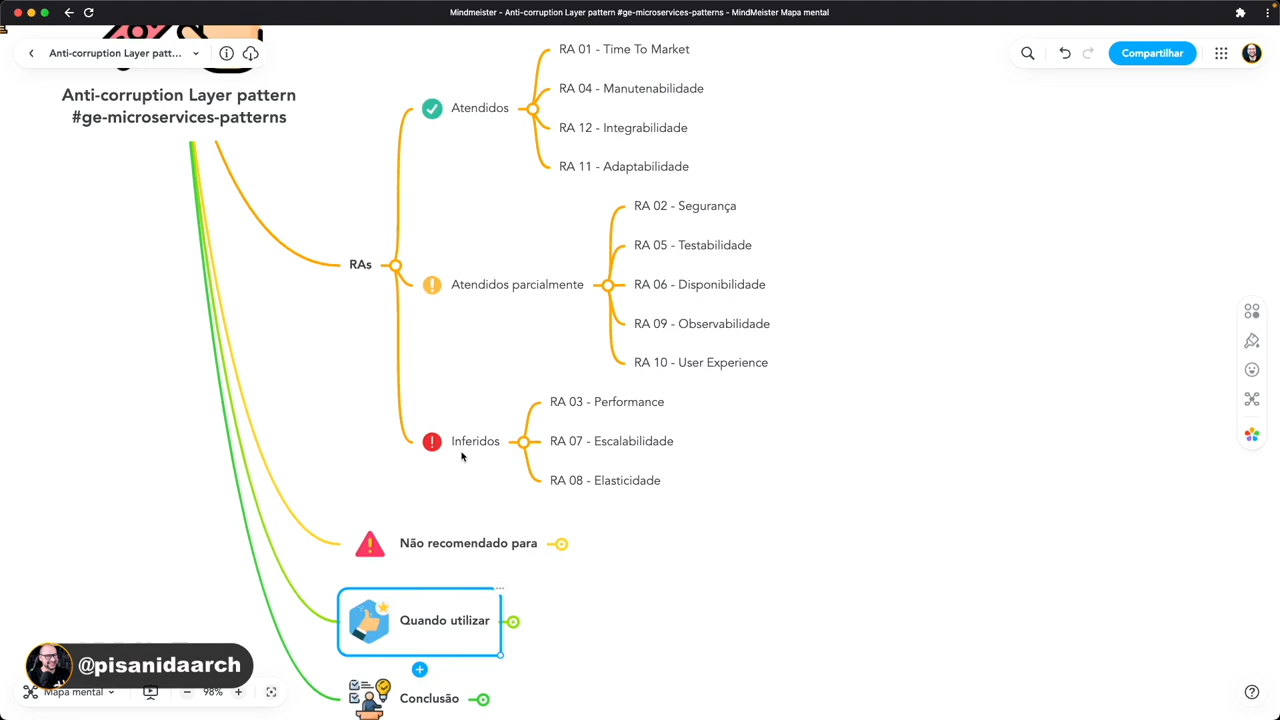 Mindmeister - Anti-corruption Layer pattern #ge-microservices-patterns - MindMeister Mapa mental
Anti-corruption Layer patt...
Compartilhar
Anti-corruption Layer pattern
#ge-microservices-patterns
RAs
Atendidos
RA 01 - Time To Market
RA 04 - Manutenabilidade
RA 12 - Integrabilidade
RA 11 - Adaptabilidade
Atendidos parcialmente
RA 02 - Segurança
RA 05 - Testabilidade
RA 06 - Disponibilidade
RA 09 - Observabilidade
RA 10 - User Experience
Inferidos
RA 03 - Performance
RA 07 - Escalabilidade
RA 08 - Elasticidade
Não recomendado para
Quando utilizar
Conclusão
@pisanidaarch
Mapa mental
98%